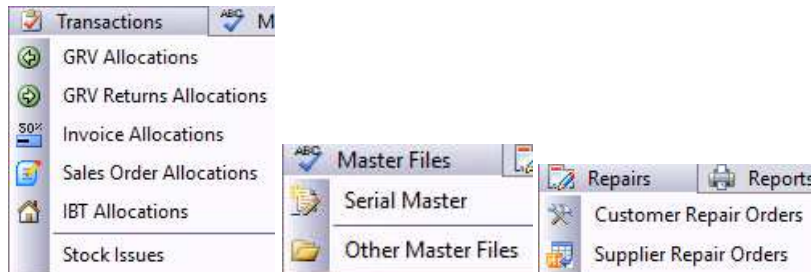 Transactions
GRV Allocations
GRV Returns Allocations
50%
Invoice Allocations
Sales Order Allocations
IBT Allocations
Stock Issues
ABC
Master Files
Serial Master
Other Master Files
Repairs
Reports
Customer Repair Orders
Supplier Repair Orders